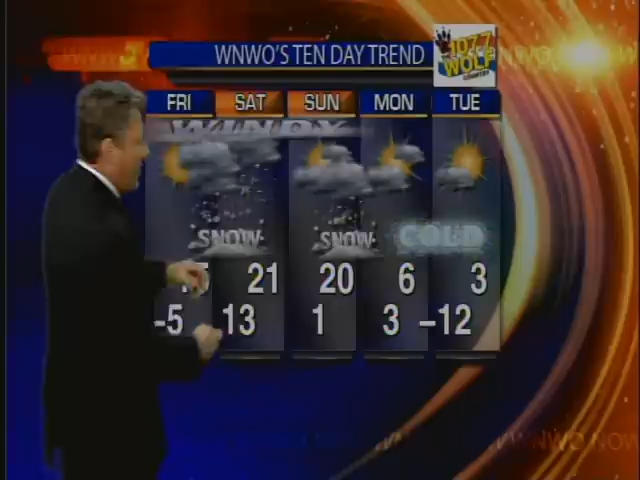 WNWO'S TEN DAY TREND
107.7
WOLF
COUNTRY
FRI SAT SUN MON TUE
WINDY
SNOW SNOW COLD
21 20 6 3
-5 13 1 3 -12
WNWO NOW